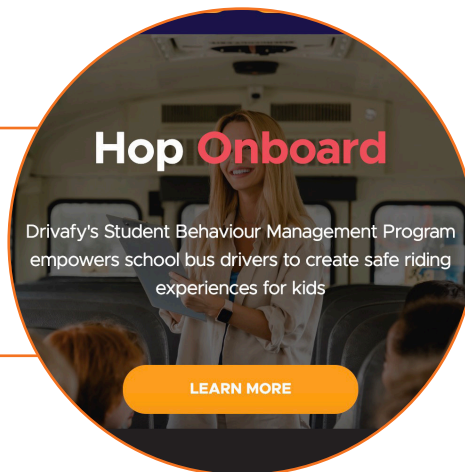 Hop Onboard
Drivafy's Student Behaviour Management Program
empowers school bus drivers to create safe riding
experiences for kids
LEARN MORE